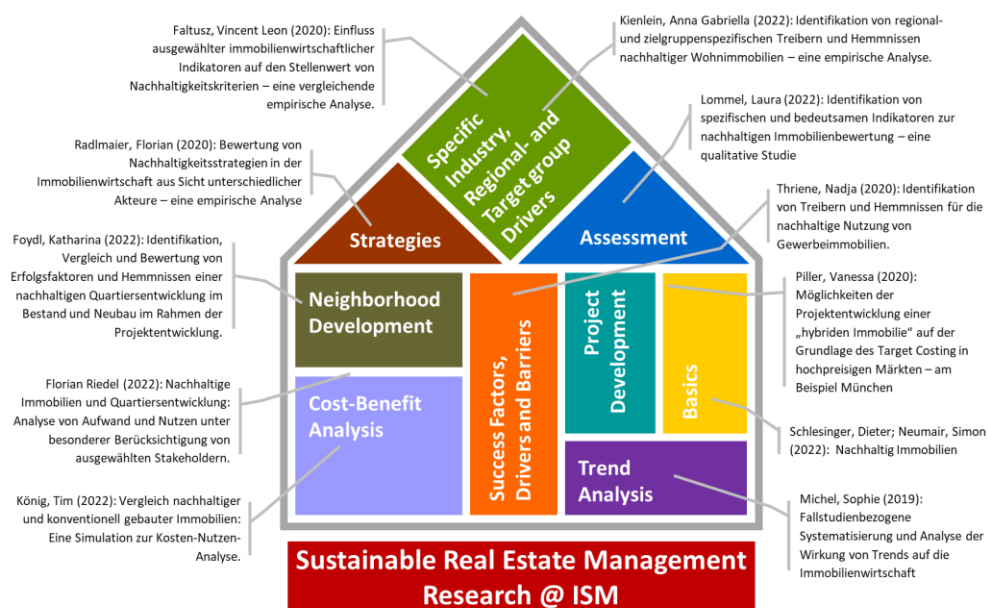 Faltusz, Vincent Leon (2020): Einfluss
ausgewählter immobilienwirtschaftlicher
Indikatoren auf den Stellenwert von
Nachhaltigkeitskriterien – eine vergleichende
empirische Analyse.
Kienlein, Anna Gabriella (2022): Identifikation von regional-
und zielgruppenspezifischen Treibern und Hemmnissen
nachhaltiger Wohnimmobilien – eine empirische Analyse.
Radlmaier, Florian (2020): Bewertung von
Nachhaltigkeitsstrategien in der
Immobilienwirtschaft aus Sicht unterschiedlicher
Akteure – eine empirische Analyse
Lommel, Laura (2022): Identifikation von
spezifischen und bedeutsamen Indikatoren zur
nachhaltigen Immobilienbewertung – eine
qualitative Studie
Specific
Industry,
Regional- and
Target group
Drivers
Strategies
Assessment
Thriene, Nadja (2020): Identifikation
von Treibern und Hemmnissen für die
nachhaltige Nutzung von
Gewerbeimmobilien.
Foydl, Katharina (2022): Identifikation,
Vergleich und Bewertung von
Erfolgsfaktoren und Hemmnissen einer
nachhaltigen Quartiersentwicklung im
Bestand und Neubau im Rahmen der
Projektentwicklung.
Neighborhood
Development
Success Factors,
Drivers and Barriers
Project
Development
Basics
Piller, Vanessa (2020):
Möglichkeiten der
Projektentwicklung einer
„hybriden Immobilie“ auf der
Grundlage des Target Costing in
hochpreisigen Märkten – am
Beispiel München
Florian Riedel (2022): Nachhaltige
Immobilien und Quartiersentwicklung:
Analyse von Aufwand und Nutzen unter
besonderer Berücksichtigung von
ausgewählten Stakeholdern.
Cost-Benefit
Analysis
Schlesinger, Dieter; Neumair, Simon
(2022): Nachhaltig Immobilien
Trend
Analysis
König, Tim (2022): Vergleich nachhaltiger
und konventionell gebauter Immobilien:
Eine Simulation zur Kosten-Nutzen-
Analyse.
Michel, Sophie (2019):
Fallstudienbezogene
Systematisierung und Analyse der
Wirkung von Trends auf die
Immobilienwirtschaft
Sustainable Real Estate Management
Research @ ISM